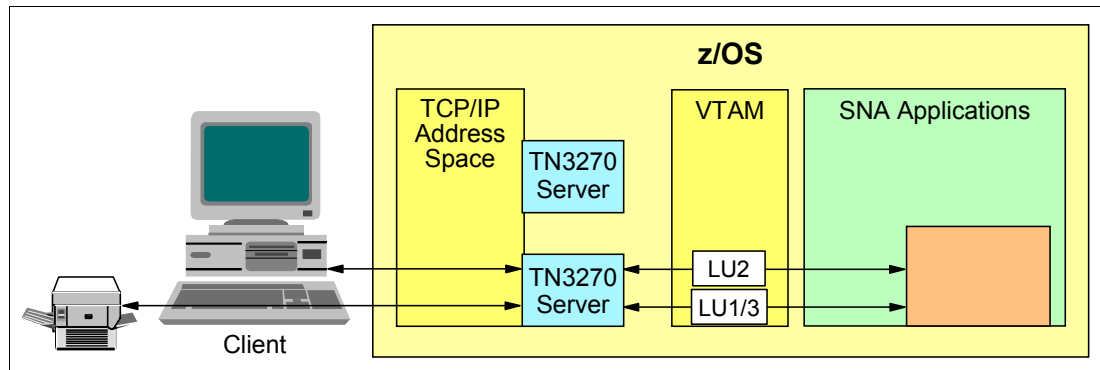 z/OS
TCP/IP
Address
Space
VTAM
SNA Applications
TN3270
Server
TN3270
Server
LU2
LU1/3
Client